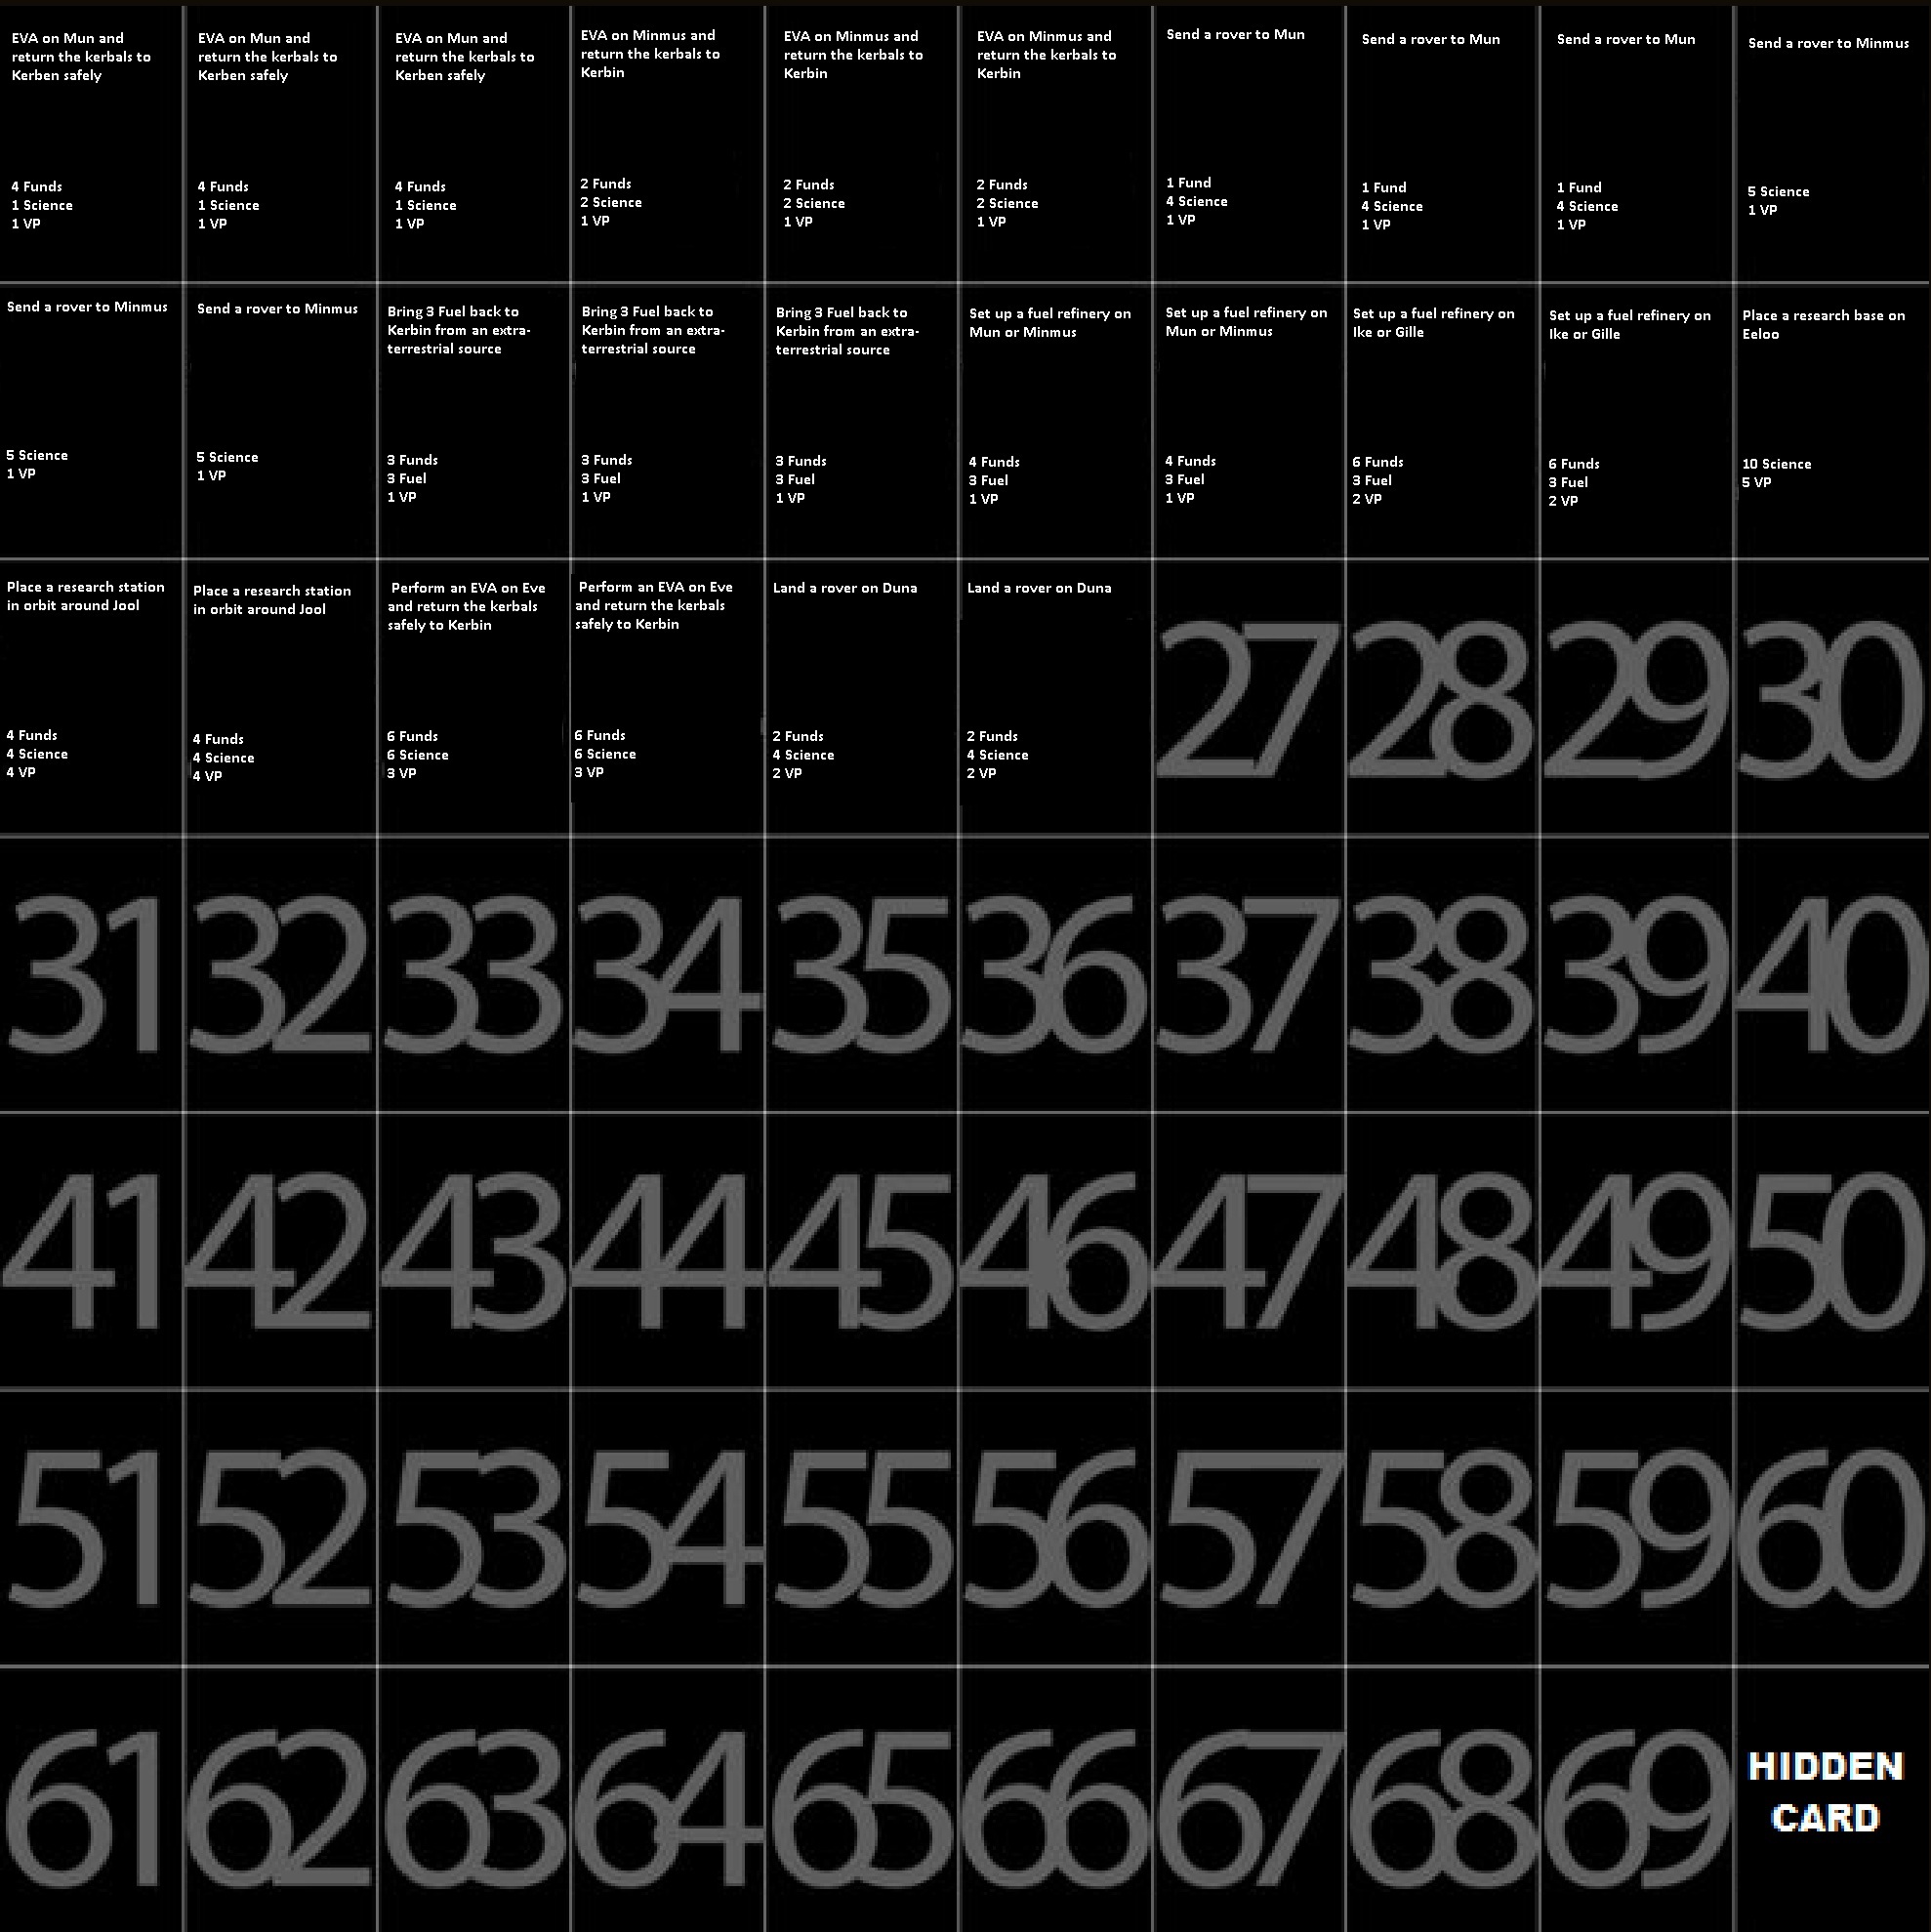 EVA on Mun and
return the kerbals to
Kerben safely
4 Funds
1 Science
1 VP
EVA on Mun and
return the kerbals to
Kerben safely
4 Funds
1 Science
1 VP
EVA on Mun and
return the kerbals to
Kerben safely
4 Funds
1 Science
1 VP
EVA on Minmus and
return the kerbals to
Kerbin
2 Funds
2 Science
1 VP
EVA on Minmus and
return the kerbals to
Kerbin
2 Funds
2 Science
1 VP
EVA on Minmus and
return the kerbals to
Kerbin
2 Funds
2 Science
1 VP
Send a rover to Mun
1 Fund
4 Science
1 VP
Send a rover to Mun
1 Fund
4 Science
1 VP
Send a rover to Mun
1 Fund
4 Science
1 VP
Send a rover to Minmus
5 Science
1 VP
Send a rover to Minmus
5 Science
1 VP
Send a rover to Minmus
5 Science
1 VP
Bring 3 Fuel back to
Kerbin from an extra-
terrestrial source
3 Funds
3 Fuel
1 VP
Bring 3 Fuel back to
Kerbin from an extra-
terrestrial source
3 Funds
3 Fuel
1 VP
Bring 3 Fuel back to
Kerbin from an extra-
terrestrial source
3 Funds
3 Fuel
1 VP
Set up a fuel refinery on
Mun or Minmus
4 Funds
3 Fuel
1 VP
Set up a fuel refinery on
Mun or Minmus
4 Funds
3 Fuel
1 VP
Set up a fuel refinery on
Ike or Gille
6 Funds
3 Fuel
2 VP
Set up a fuel refinery on
Ike or Gille
6 Funds
3 Fuel
2 VP
Place a research base on
Eeloo
10 Science
5 VP
Place a research station
in orbit around Jool
4 Funds
4 Science
4 VP
Place a research station
in orbit around Jool
4 Funds
4 Science
4 VP
Perform an EVA on Eve
and return the kerbals
safely to Kerbin
6 Funds
6 Science
3 VP
Perform an EVA on Eve
and return the kerbals
safely to Kerbin
6 Funds
6 Science
3 VP
Land a rover on Duna
2 Funds
4 Science
2 VP
Land a rover on Duna
2 Funds
4 Science
2 VP
27
28
29
30
31
32
33
34
35
36
37
38
39
40
41
42
43
44
45
46
47
48
49
50
51
52
53
54
55
56
57
58
59
60
61
62
63
64
65
66
67
68
69
HIDDEN
CARD